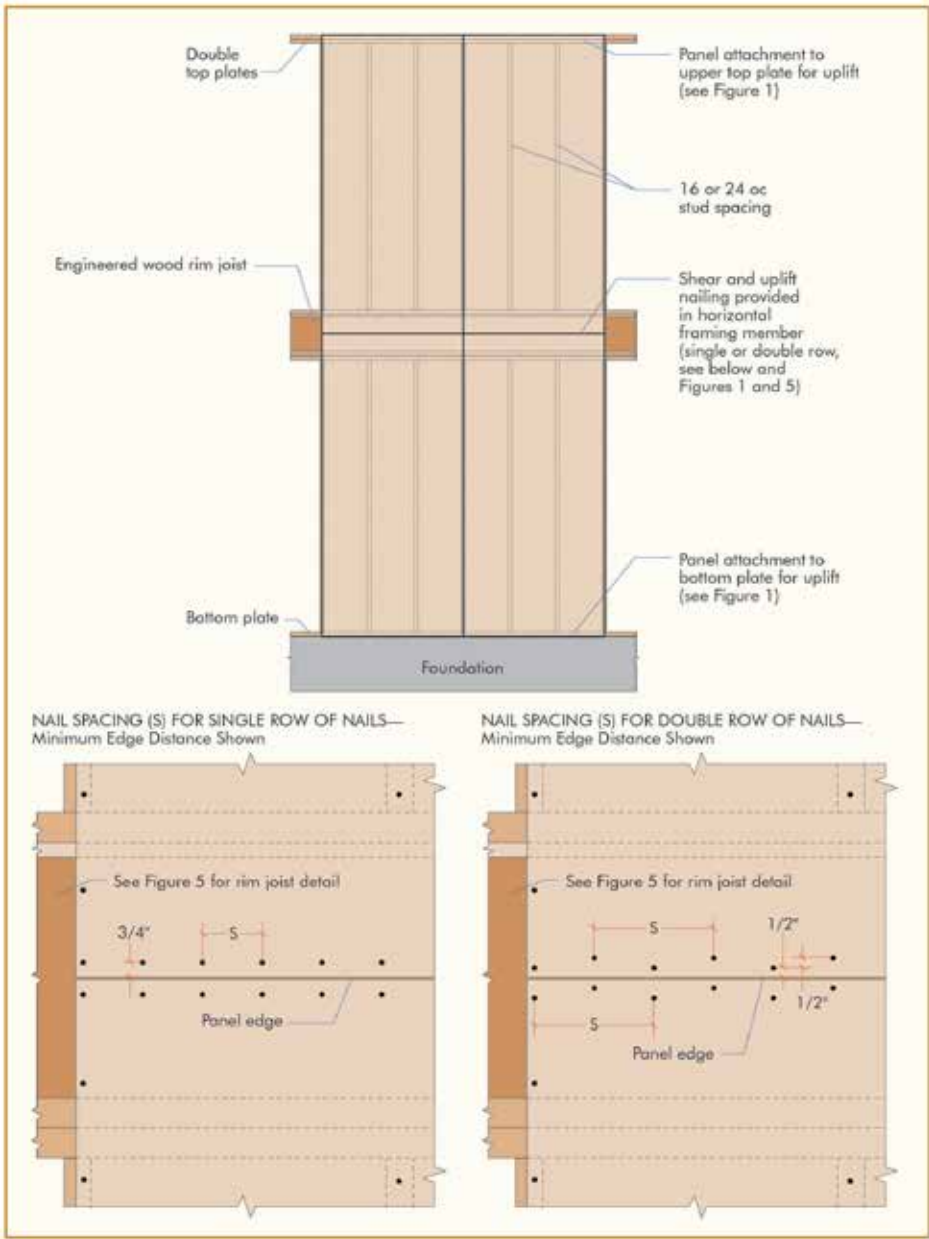 Double
top plates
Panel attachment to
upper top plate for uplift
(see Figure 1)
16 or 24 oc
stud spacing
Engineered wood rim joist
Shear and uplift
nailing provided
in horizontal
framing member
(single or double row,
see below and
Figures 1 and 5)
Panel attachment to
bottom plate for uplift
(see Figure 1)
Bottom plate
Foundation
NAIL SPACING (S) FOR SINGLE ROW OF NAILS—
Minimum Edge Distance Shown
See Figure 5 for rim joist detail
3/4"
S
Panel edge
NAIL SPACING (S) FOR DOUBLE ROW OF NAILS—
Minimum Edge Distance Shown
See Figure 5 for rim joist detail
S
1/2"
1/2"
S
Panel edge